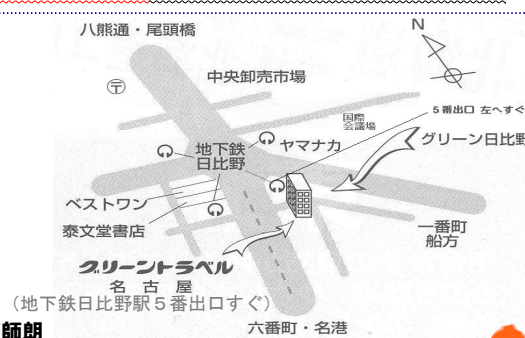 八熊通・尾頭橋
N
〒
中央卸売市場
5番出口 左へすぐ
国際
会議場
グリーン日比野
地下鉄
日比野
ヤマナカ
ベストワン
泰文堂書店
一番町
船方
グリーントラベル
名古屋
(地下鉄日比野駅5番出口すぐ)
師朗
六番町・名港